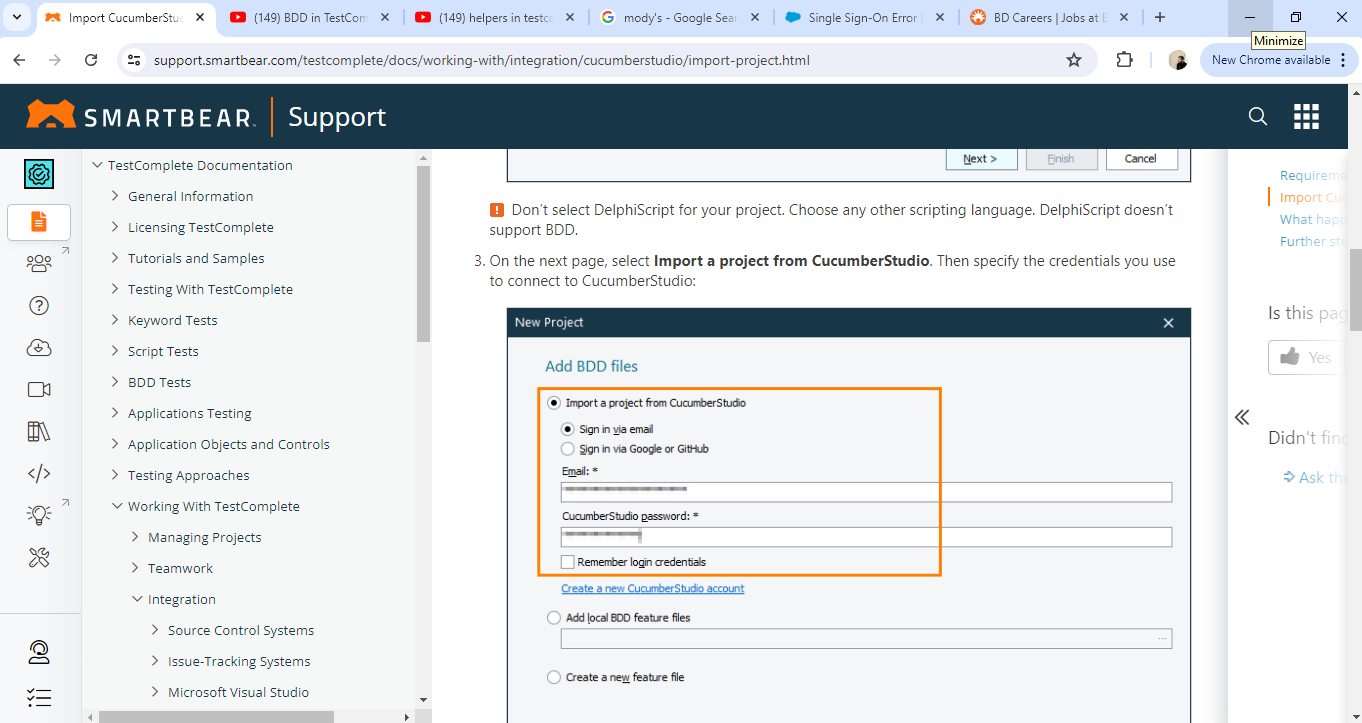 Import CucumberStu
(149) BDD in TestCom
(149) helpers in testco
mody's - Google Sear
Single Sign-On Error
BD Careers | Jobs at B
Minimize
support.smartbear.com/testcomplete/docs/working-with/integration/cucumberstudio/import-project.html
New Chrome available
SMARTBEAR
Support
TestComplete Documentation
General Information
Licensing TestComplete
Tutorials and Samples
Testing With TestComplete
Keyword Tests
Script Tests
BDD Tests
Applications Testing
Application Objects and Controls
Testing Approaches
Working With TestComplete
Managing Projects
Teamwork
Integration
Source Control Systems
Issue-Tracking Systems
Microsoft Visual Studio
Next >
Finish
Cancel
Don’t select DelphiScript for your project. Choose any other scripting language. DelphiScript doesn’t
support BDD.
3. On the next page, select Import a project from CucumberStudio. Then specify the credentials you use
to connect to CucumberStudio:
New Project
Add BDD files
Import a project from CucumberStudio
Sign in via email
Sign in via Google or GitHub
Email: *
CucumberStudio password: *
Remember login credentials
Create a new CucumberStudio account
Add local BDD feature files
...
Create a new feature file
Requireme
Import Cuc
What happ
Further ste
Is this pag
Yes
Didn't find
Ask the